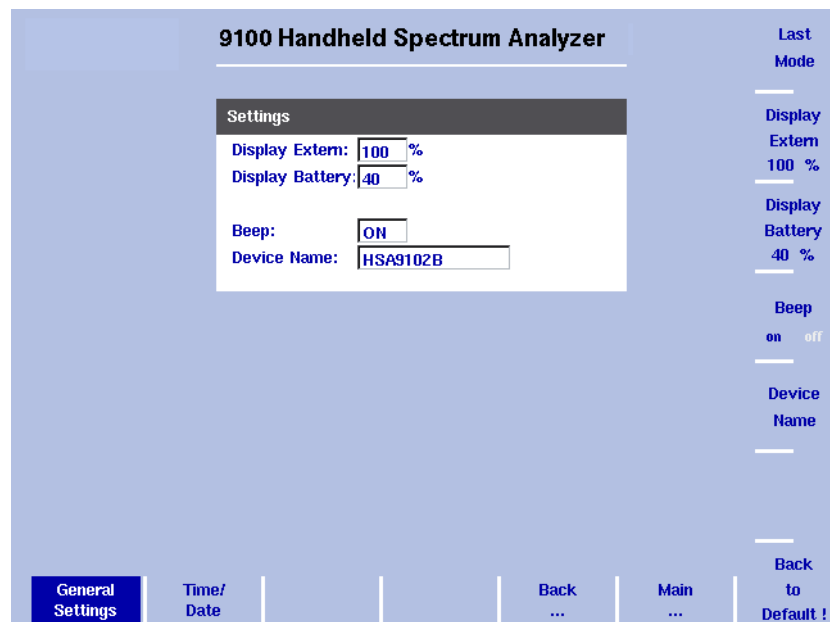 9100 Handheld Spectrum Analyzer
Settings
Display Extern: 100 %
Display Battery: 40 %
Beep: ON
Device Name: HSA9102B
Last
Mode
Display
Extern
100 %
Display
Battery
40 %
Beep
on off
Device
Name
Back
to
Default !
General
Settings
Time/
Date
Back
...
Main
...